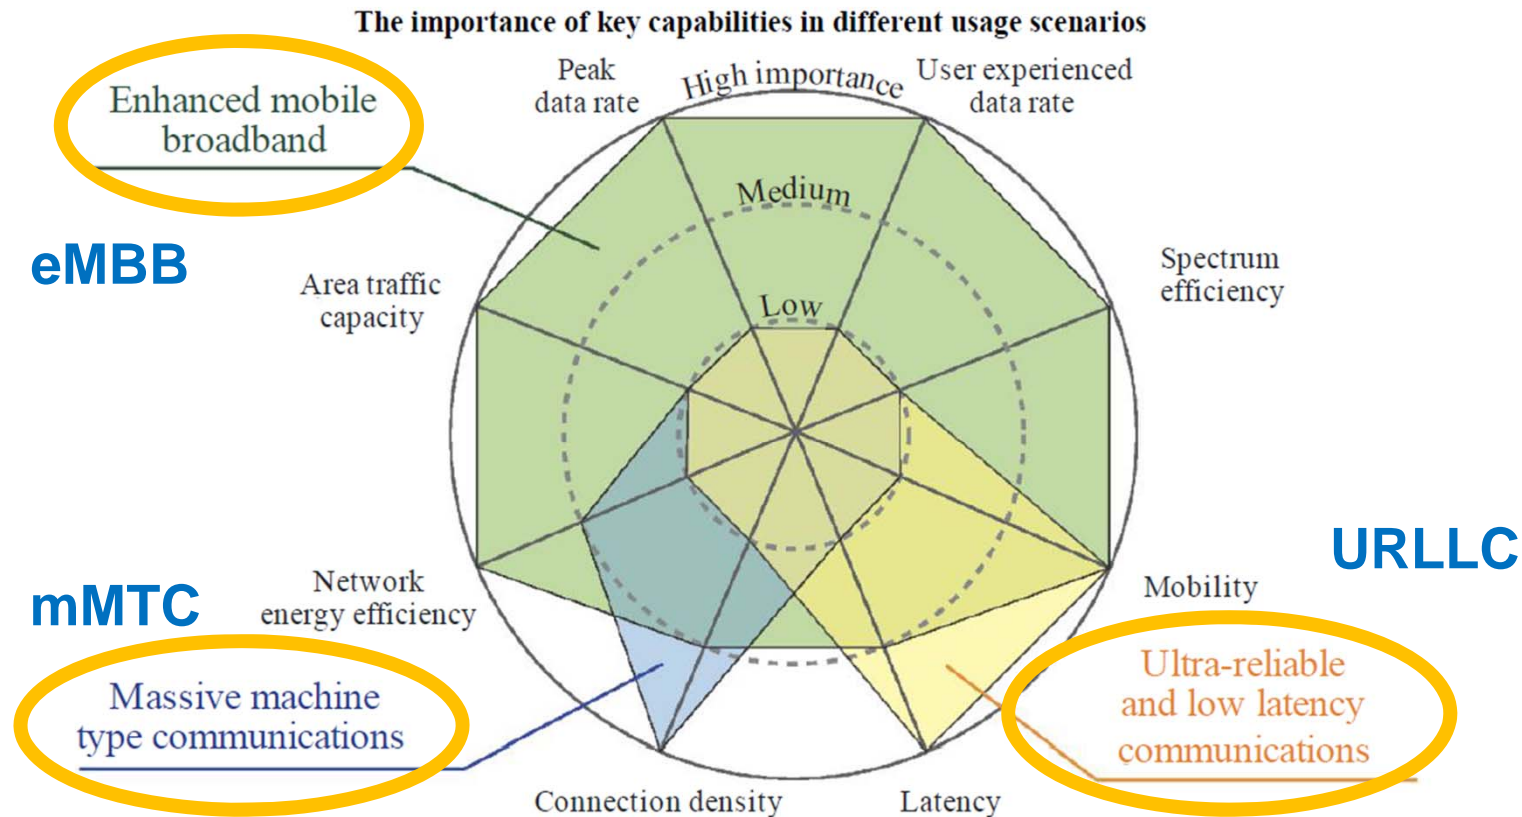 The importance of key capabilities in different usage scenarios
Peak
data rate
High importance
User experienced
data rate
Enhanced mobile
broadband
Medium
eMBB
Area traffic
capacity
Spectrum
efficiency
Low
URLLC
mMTC
Network
energy efficiency
Mobility
Massive machine
type communications
Ultra-reliable
and low latency
communications
Connection density
Latency